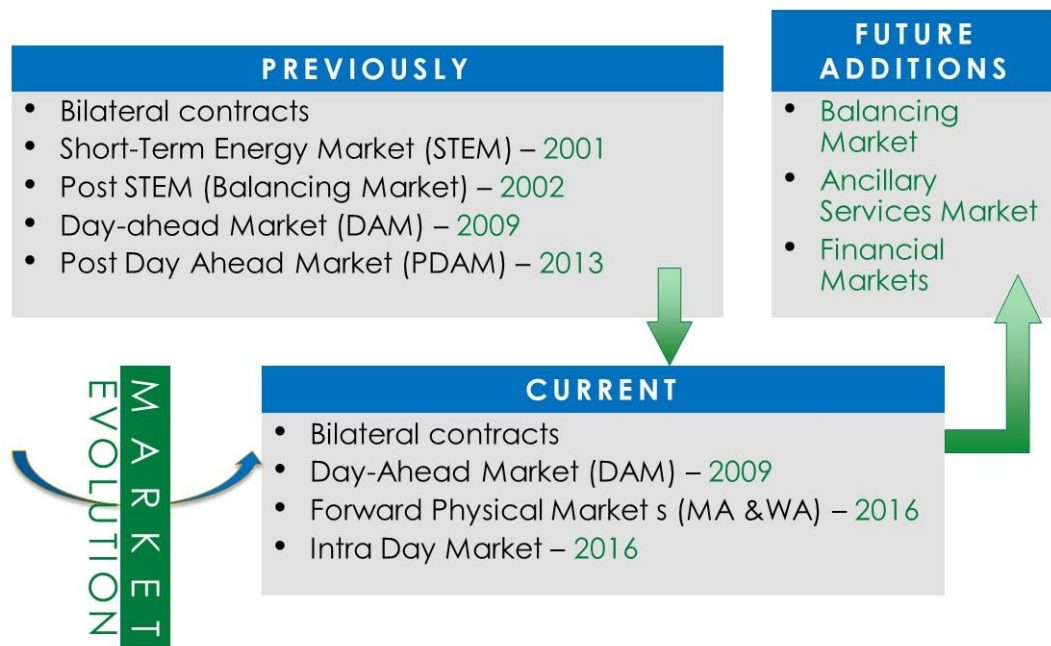 PREVIOUSLY
• Bilateral contracts
• Short-Term Energy Market (STEM) – 2001
• Post STEM (Balancing Market) – 2002
• Day-ahead Market (DAM) – 2009
• Post Day Ahead Market (PDAM) – 2013
FUTURE
ADDITIONS
• Balancing
Market
• Ancillary
Services Market
• Financial
Markets
MARKET
EVOLUTION
CURRENT
• Bilateral contracts
• Day-Ahead Market (DAM) – 2009
• Forward Physical Market s (MA &WA) – 2016
• Intra Day Market – 2016